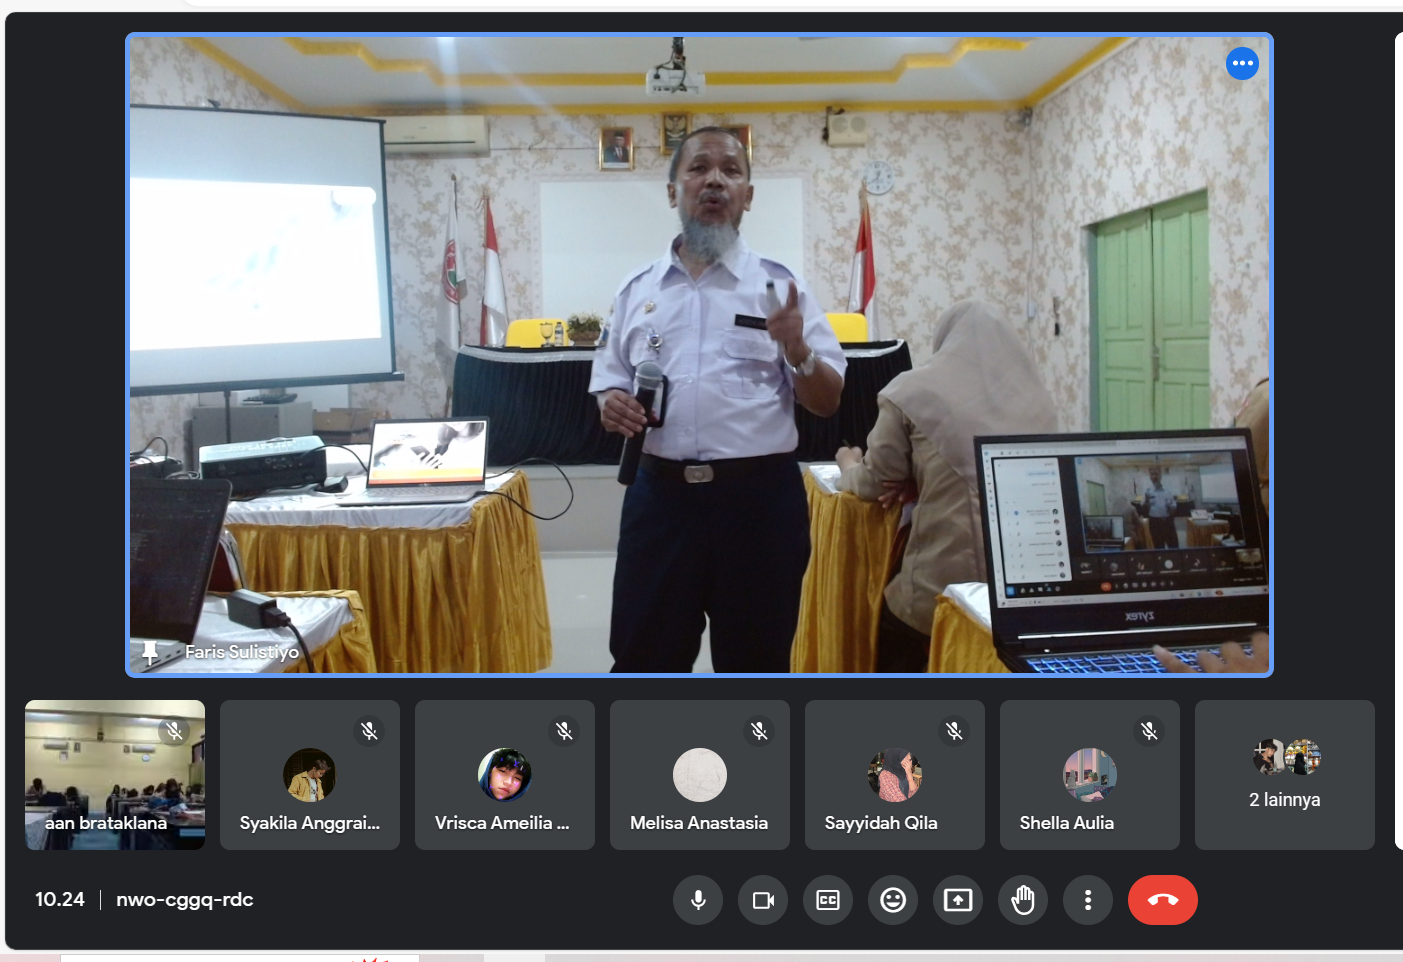 Faris Sulistiyo
zyrex
aan brataklana
Syakila Anggrai...
Vrisca Ameilia ...
Melisa Anastasia
Sayyidah Qila
Shella Aulia
2 lainnya
10.24
nwo-cggq-rdc